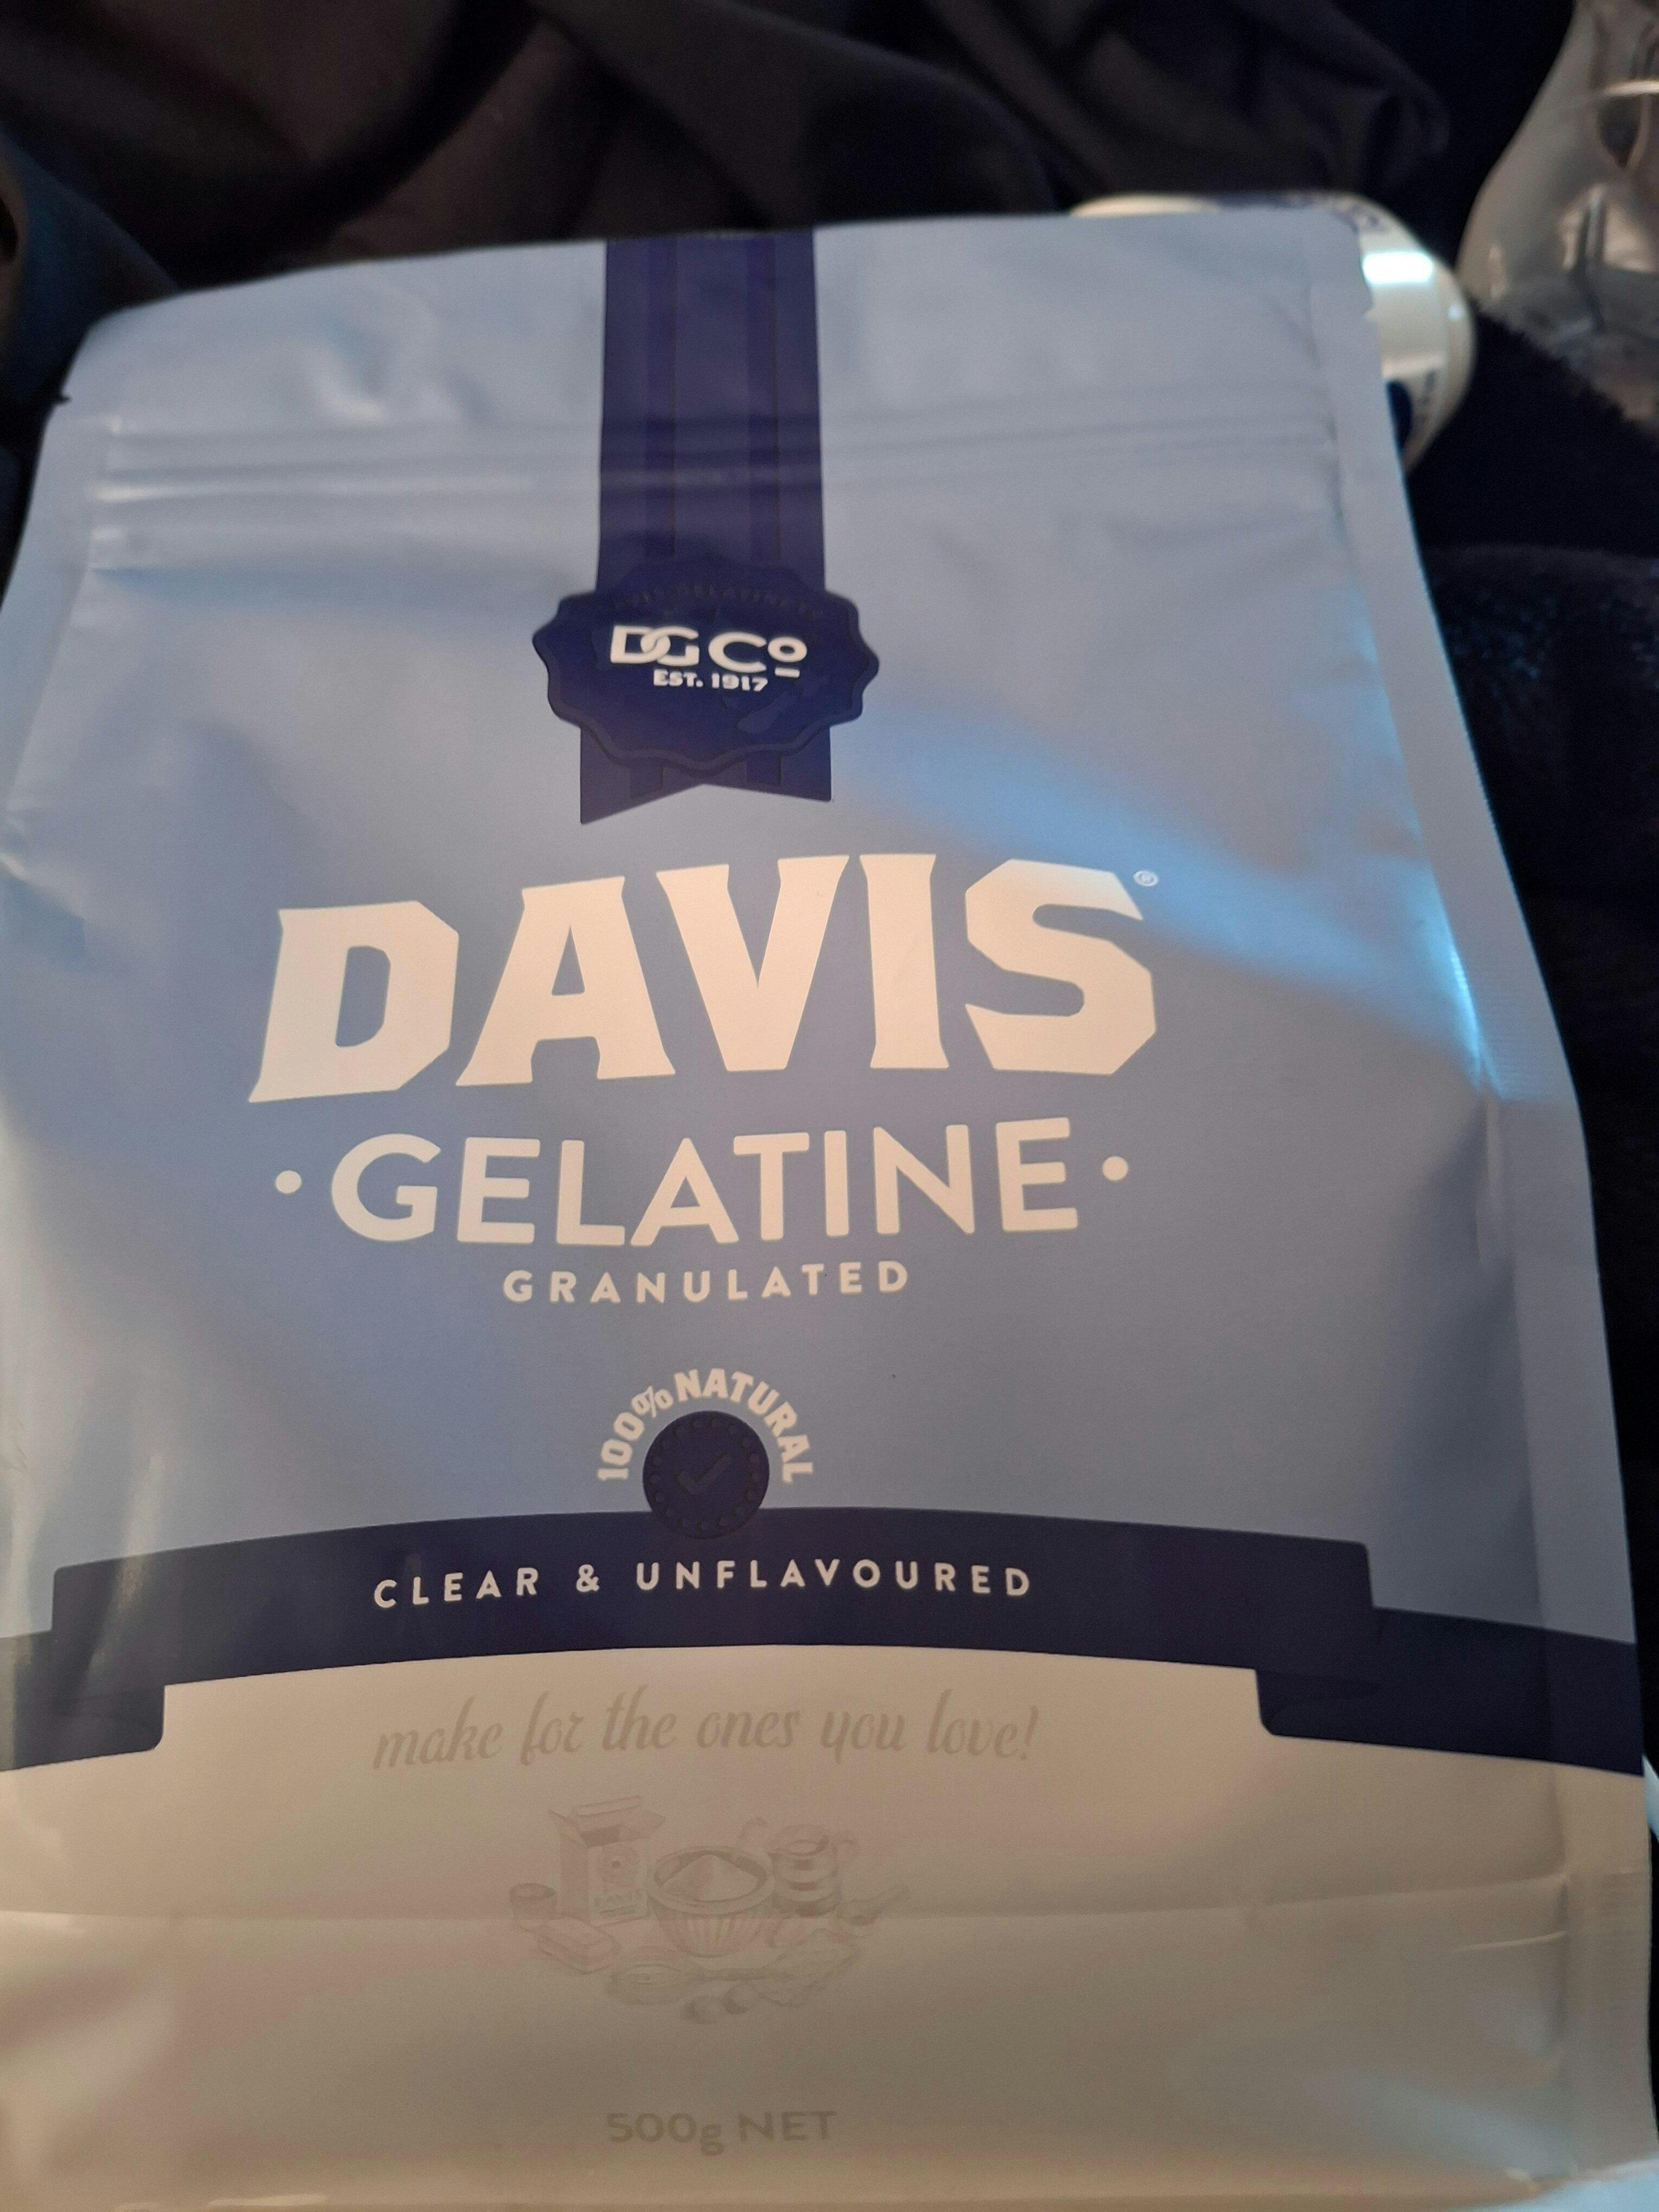 DGCo
EST. 1917
DAVIS®
·GELATINE·
GRANULATED
100% NATURAL
CLEAR & UNFLAVOURED
make for the ones you love!
500g NET